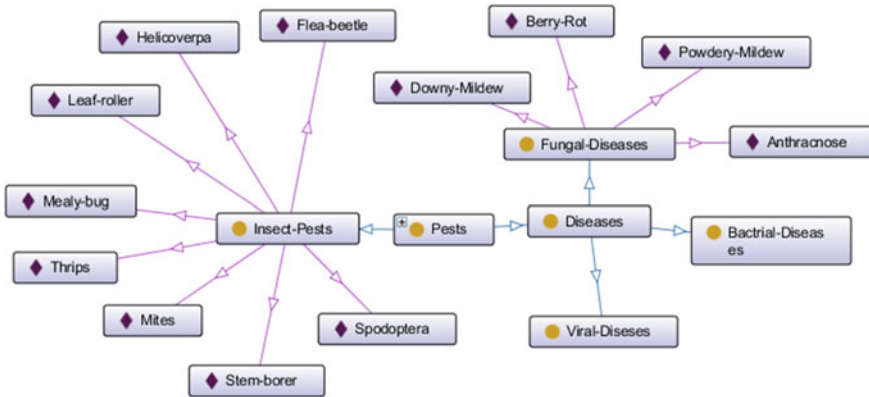 Flea-beetle
Berry-Rot
Helicoverpa
Powdery-Mildew
Downy-Mildew
Leaf-roller
Fungal-Diseases
Anthracnose
Mealy-bug
Insect-Pests
Pests
Diseases
Bactrial-Diseas
es
Thrips
Mites
Spodoptera
Viral-Diseses
Stem-borer